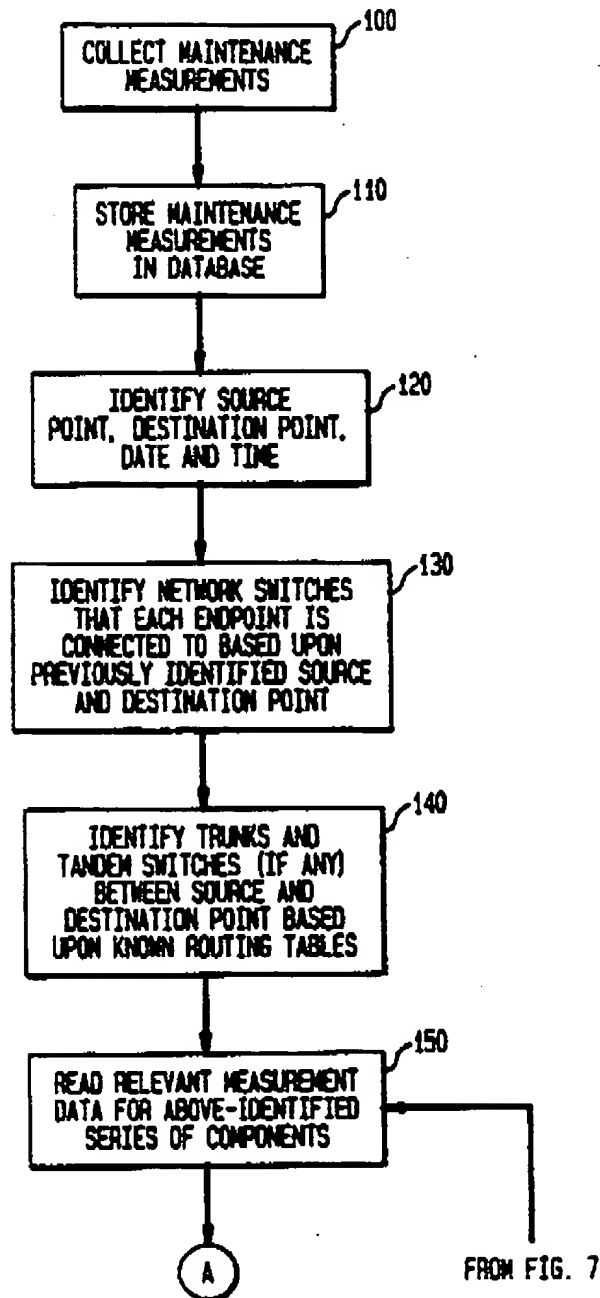 100
COLLECT MAINTENANCE
MEASUREMENTS
110
STORE MAINTENANCE
MEASUREMENTS
IN DATABASE
120
IDENTIFY SOURCE
POINT, DESTINATION POINT,
DATE AND TIME
130
IDENTIFY NETWORK SWITCHES
THAT EACH ENDPOINT IS
CONNECTED TO BASED UPON
PREVIOUSLY IDENTIFIED SOURCE
AND DESTINATION POINT
140
IDENTIFY TRUNKS AND
TANDEM SWITCHES (IF ANY)
BETWEEN SOURCE AND
DESTINATION POINT BASED
UPON KNOWN ROUTING TABLES
150
READ RELEVANT MEASUREMENT
DATA FOR ABOVE-IDENTIFIED
SERIES OF COMPONENTS
A
FROM FIG. 7